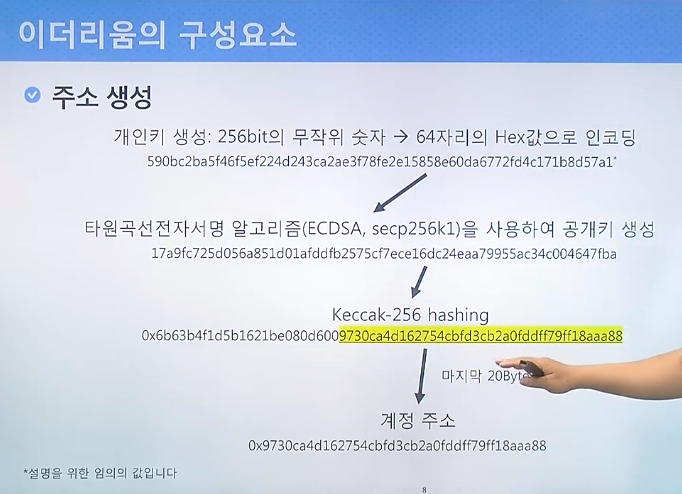 이더리움의 구성요소
주소 생성
개인키 생성: 256bit의 무작위 숫자 → 64자리의 Hex값으로 인코딩
590bc2ba5f46f5ef224d243ca2ae3f78fe2e15858e60da6772fd4c171b8d57a1*
타원곡선전자서명 알고리즘(ECDSA, secp256k1)을 사용하여 공개키 생성
17a9fc725d056a851d01afddfb2575cf7ece16dc24eaa79955ac34c004647fba
Keccak-256 hashing
0x6b63b4f1d5b1621be080d6009730ca4d162754cbfd3cb2a0fddff79ff18aaa88
마지막 20Byte
계정 주소
0x9730ca4d162754cbfd3cb2a0fddff79ff18aaa88
*설명을 위한 임의의 값입니다
8